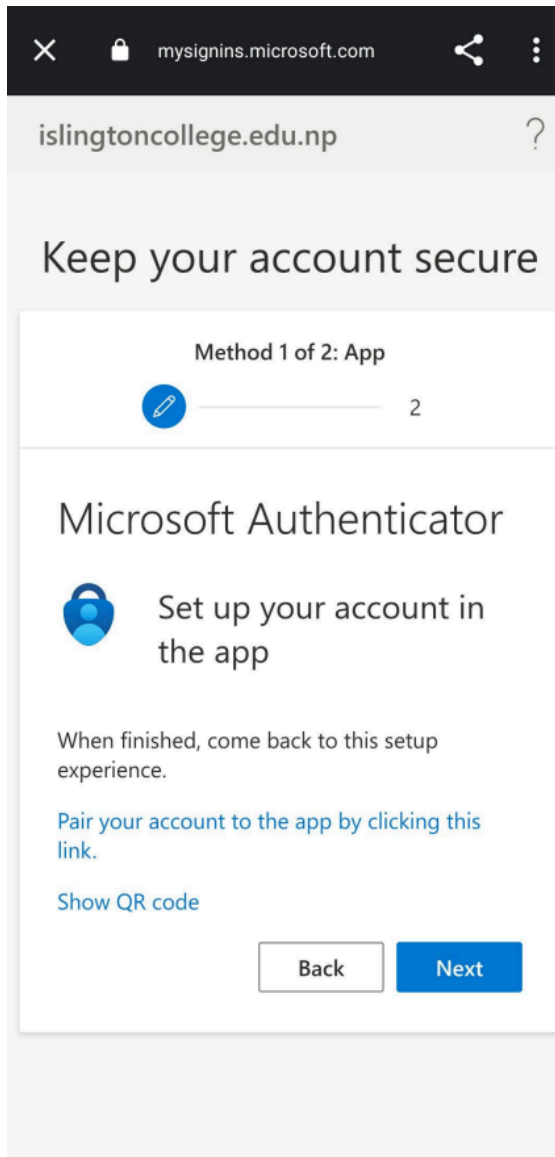 mysignins.microsoft.com
islingtoncollege.edu.np ?
Keep your account secure
Method 1 of 2: App
2
Microsoft Authenticator
Set up your account in
the app
When finished, come back to this setup
experience.
Pair your account to the app by clicking this
link.
Show QR code
Back Next